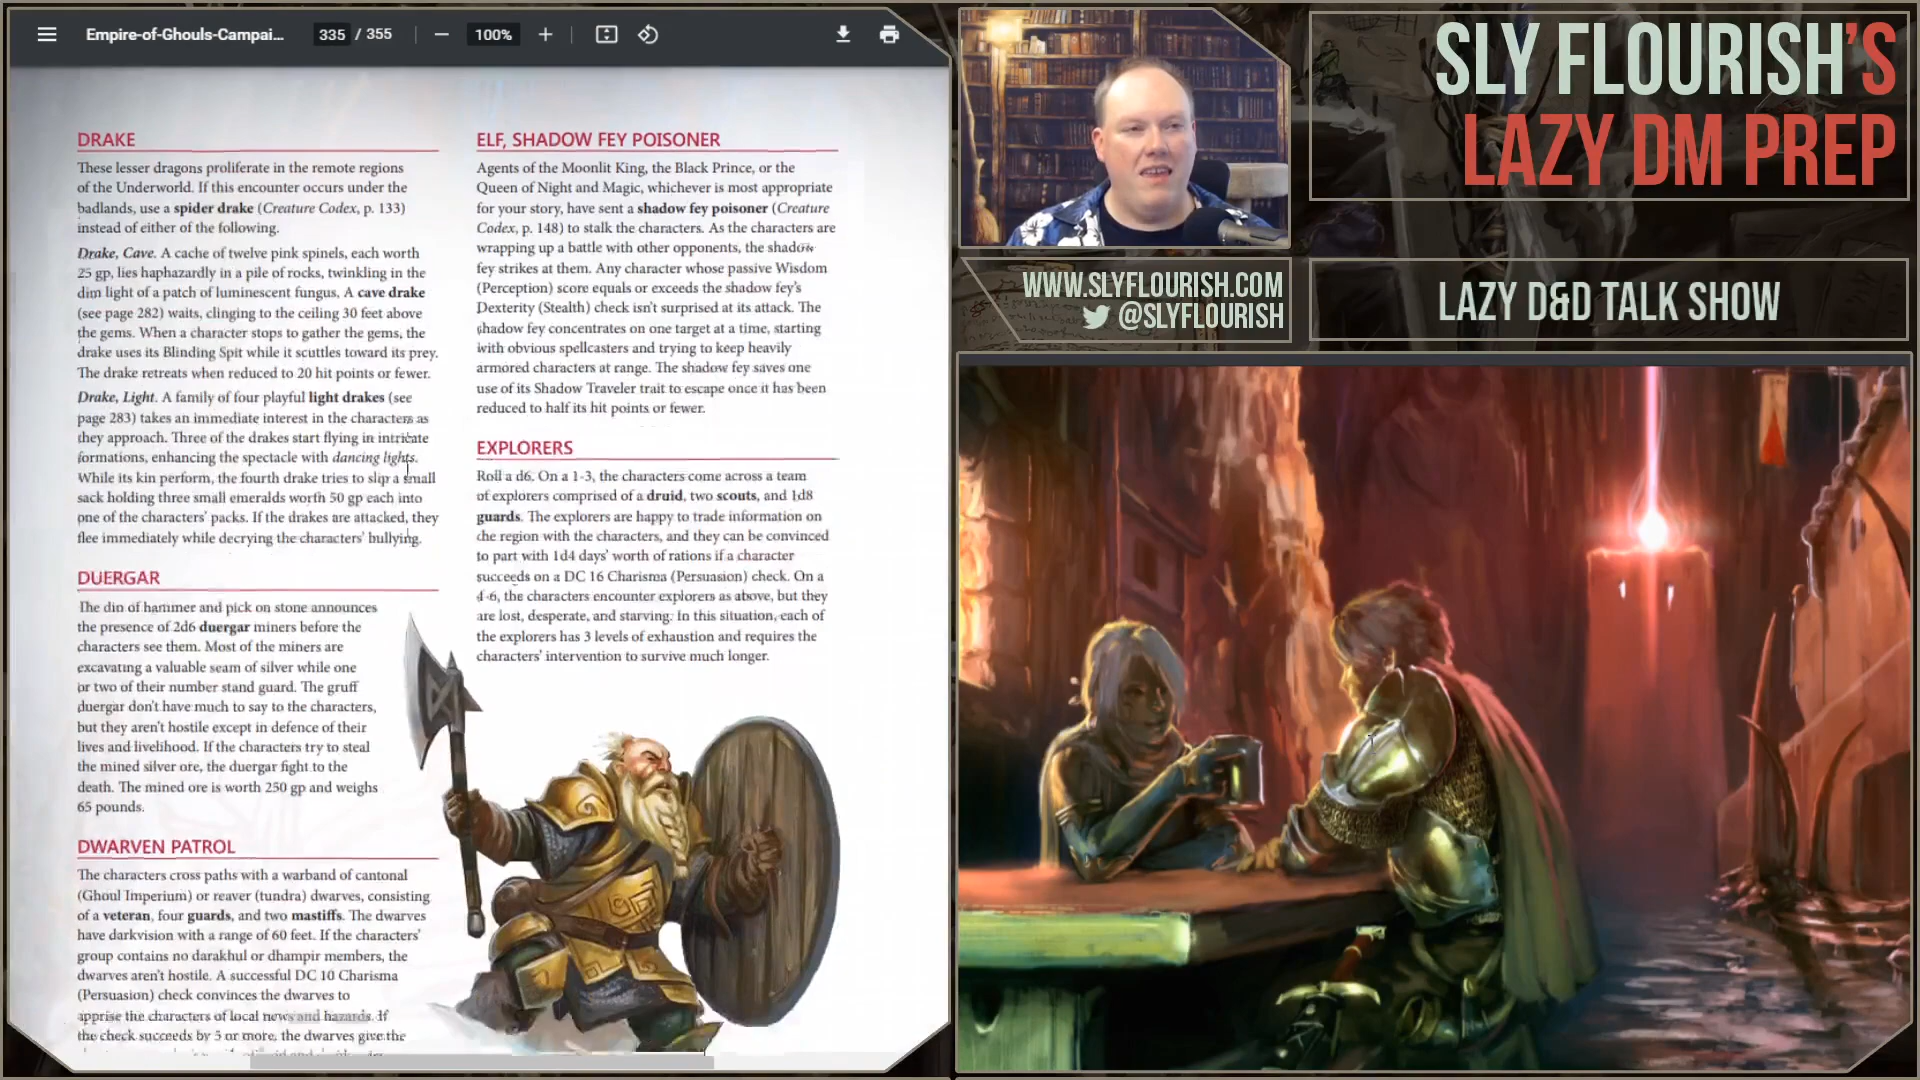 Empire-of-Ghouls-Campai...
335 / 355
100%
DRAKE
These lesser dragons proliferate in the remote regions
of the Underworld. If this encounter occurs under the
badlands, use a spider drake (Creature Codex, p. 133)
instead of either of the following.
Drake, Cave. A cache of twelve pink spinels, each worth
25 gp, lies haphazardly in a pile of rocks, twinkling in the
dim light of a patch of luminescent fungus. A cave drake
(see page 282) waits, clinging to the ceiling 30 feet above
the gems. When a character stops to gather the gems, the
drake uses its Blinding Spit while it scuttles toward its prey.
The drake retreats when reduced to 20 hit points or fewer.
Drake, Light. A family of four playful light drakes (see
page 283) takes an immediate interest in the characters as
they approach. Three of the drakes start flying in intricate
formations, enhancing the spectacle with dancing lights.
While its kin perform, the fourth drake tries to slip a small
sack holding three small emeralds worth 50 gp each into
one of the characters' packs. If the drakes are attacked, they
flee immediately while decrying the characters' bullying.
DUERGAR
The din of hammer and pick on stone announces
the presence of 2d6 duergar miners before the
characters see them. Most of the miners are
excavating a valuable seam of silver while one
or two of their number stand guard. The gruff
duergar don't have much to say to the characters,
but they aren't hostile except in defence of their
lives and livelihood. If the characters try to steal
the mined silver ore, the duergar fight to the
death. The mined ore is worth 250 gp and weighs
65 pounds.
DWARVEN PATROL
The characters cross paths with a warband of cantonal
(Ghoul Imperium) or reaver (tundra) dwarves, consisting
of a veteran, four guards, and two mastiffs. The dwarves
have darkvision with a range of 60 feet. If the characters'
group contains no darakhul or dhampir members, the
dwarves aren't hostile. A successful DC 10 Charisma
(Persuasion) check convinces the dwarves to
apprise the characters of local news and hazards. If
the check succeeds by 5 or more, the dwarves give the
ELF, SHADOW FEY POISONER
Agents of the Moonlit King, the Black Prince, or the
Queen of Night and Magic, whichever is most appropriate
for your story, have sent a shadow fey poisoner (Creature
Codex, p. 148) to stalk the characters. As the characters are
wrapping up a battle with other opponents, the shadow
fey strikes at them. Any character whose passive Wisdom
(Perception) score equals or exceeds the shadow fey's
Dexterity (Stealth) check isn't surprised at its attack. The
shadow fey concentrates on one target at a time, starting
with obvious spellcasters and trying to keep heavily
armored characters at range. The shadow fey saves one
use of its Shadow Traveler trait to escape once it has been
reduced to half its hit points or fewer.
EXPLORERS
Roll a d6. On a 1-3, the characters come across a team
of explorers comprised of a druid, two scouts, and 1d8
guards. The explorers are happy to trade information on
the region with the characters, and they can be convinced
to part with 1d4 days' worth of rations if a character
succeeds on a DC 16 Charisma (Persuasion) check. On a
4-6, the characters encounter explorers as above, but they
are lost, desperate, and starving. In this situation, each of
the explorers has 3 levels of exhaustion and requires the
characters' intervention to survive much longer.
SLY FLOURISH'S
LAZY DM PREP
WWW.SLYFLOURISH.COM
@SLYFLOURISH
LAZY D&D TALK SHOW